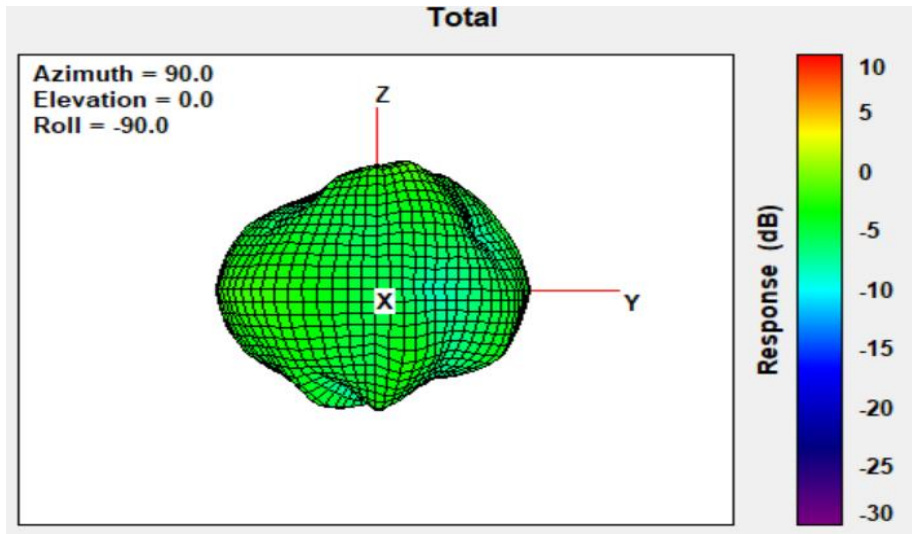 Total
Azimuth = 90.0
Elevation = 0.0
Roll = -90.0
Z
X
Y
Response (dB)
10
5
0
-5
-10
-15
-20
-25
-30